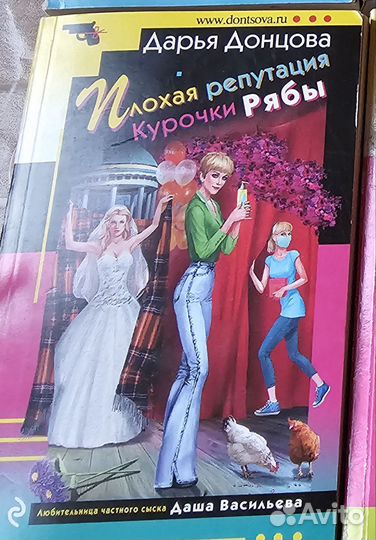 www.dontsova.ru
Дарья Донцова
Плохая репутация
Курочки Рябы
Любительница частного сыска Даша Васильева
Avito